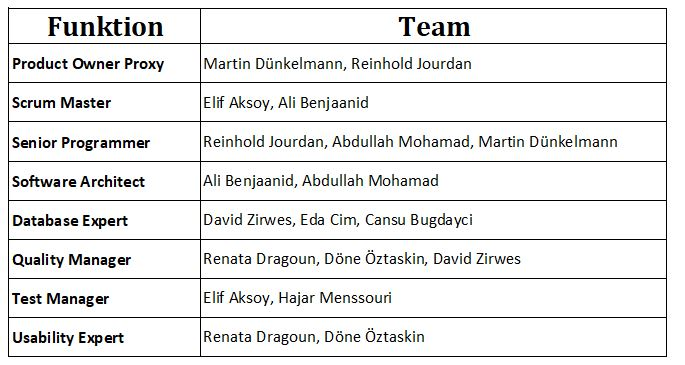 Funktion Team
Product Owner Proxy Martin Dünkelmann, Reinhold Jourdan
Scrum Master Elif Aksoy, Ali Benjaanid
Senior Programmer Reinhold Jourdan, Abdullah Mohamad, Martin Dünkelmann
Software Architect Ali Benjaanid, Abdullah Mohamad
Database Expert David Zirwes, Eda Cim, Cansu Bugdayci
Quality Manager Renata Dragoun, Döne Öztaskin, David Zirwes
Test Manager Elif Aksoy, Hajar Menssouri
Usability Expert Renata Dragoun, Döne Öztaskin